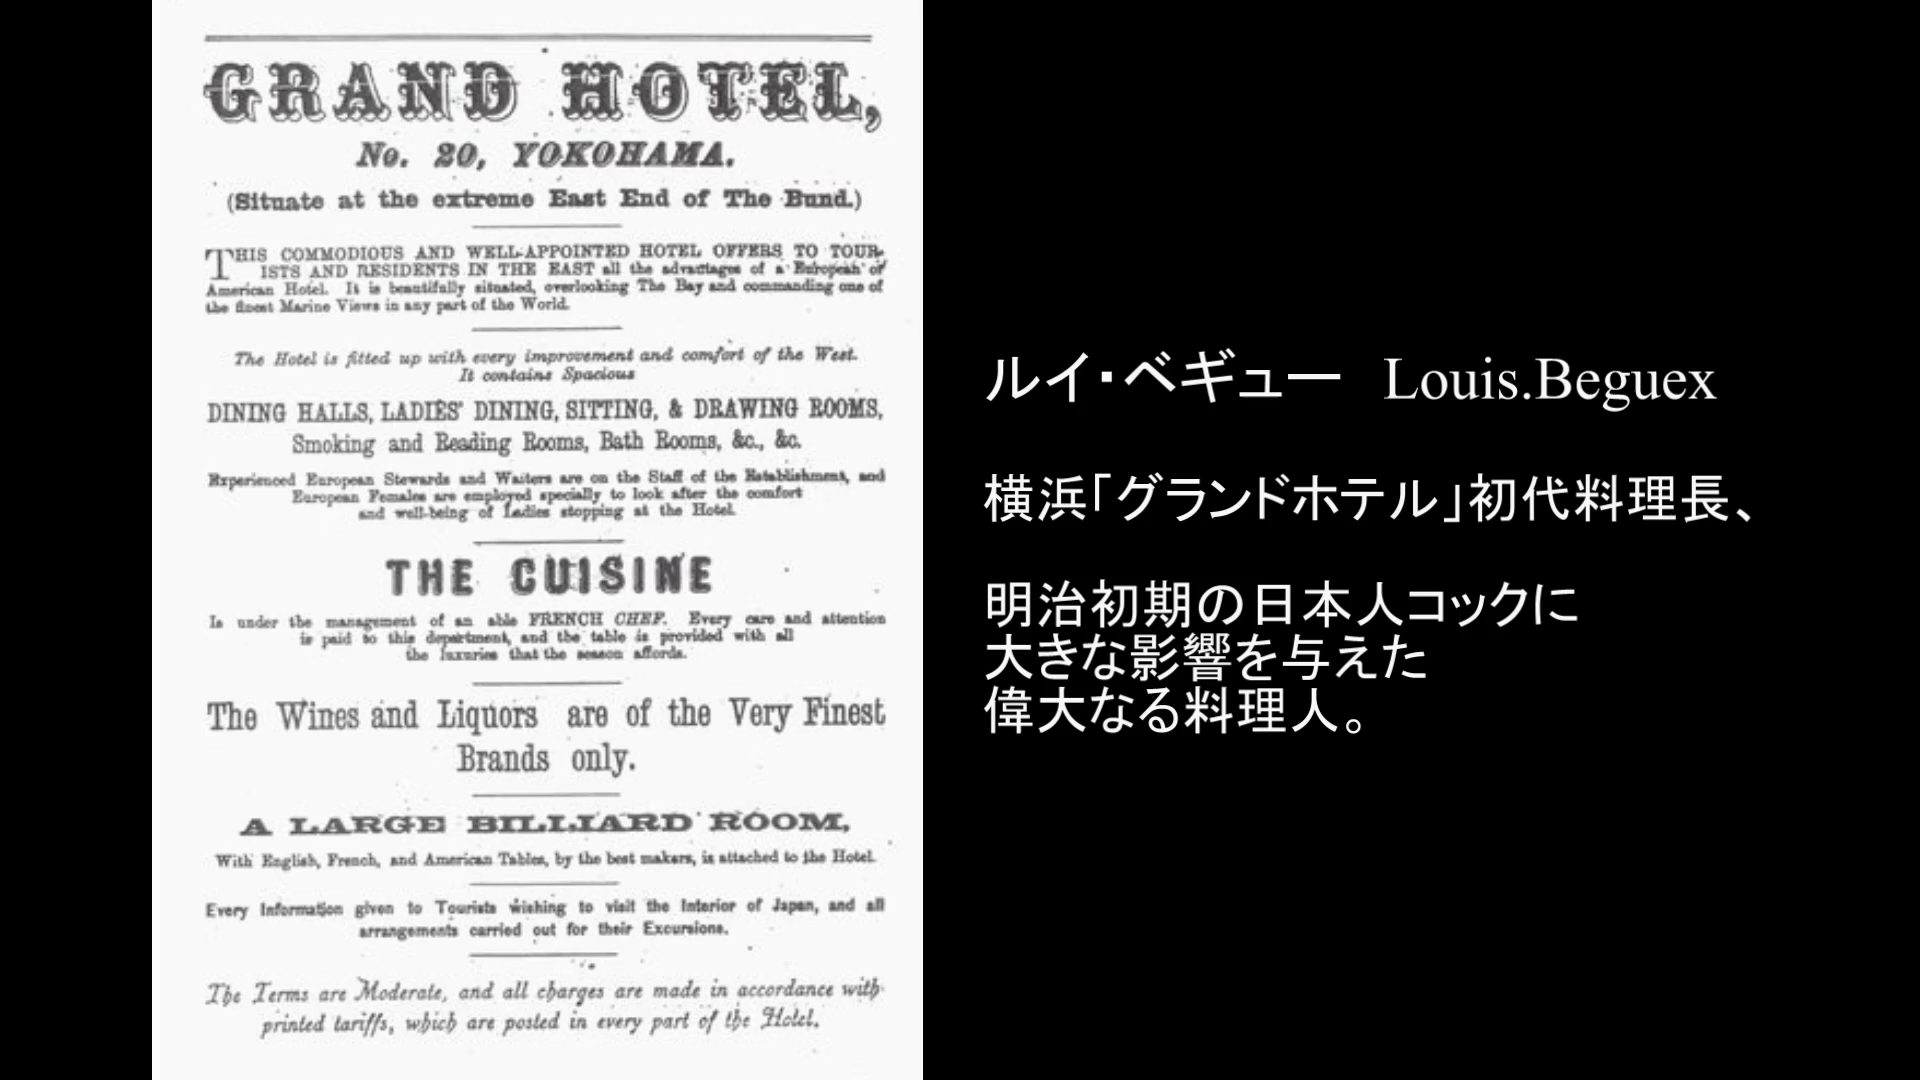 GRAND HOTEL,
No. 20, YOKOHAMA.
(Situate at the extreme East End of The Bund.)
THIS COMMODIOUS AND WELL-APPOINTED HOTEL OFFERS TO TOUR-
ISTS AND RESIDENTS IN THE EAST all the advantages of a European or
American Hotel. It is beautifully situated, overlooking The Bay and commanding one of
the finest Marine Views in any part of the World.
The Hotel is fitted up with every improvement and comfort of the West.
It contains Spacious
DINING HALLS, LADIES' DINING, SITTING, & DRAWING ROOMS,
Smoking and Reading Rooms, Bath Rooms, &c., &c.
Experienced European Stewards and Waiters are on the Staff of the Establishment, and
European Females are employed specially to look after the comfort
and well-being of Ladies stopping at the Hotel.
THE CUISINE
Is under the management of an able FRENCH CHEF. Every care and attention
is paid to this department, and the table is provided with all
the luxuries that the season affords.
The Wines and Liquors are of the Very Finest
Brands only.
A LARGE BILLIARD ROOM,
With English, French, and American Tables, by the best makers, is attached to the Hotel.
Every Information given to Tourists wishing to visit the Interior of Japan, and all
arrangements carried out for their Excursions.
The Terms are Moderate, and all charges are made in accordance with
printed tariffs, which are posted in every part of the Hotel.
ルイ・ベギュー Louis.Beguex
横浜「グランドホテル」初代料理長、
明治初期の日本人コックに
大きな影響を与えた
偉大なる料理人。